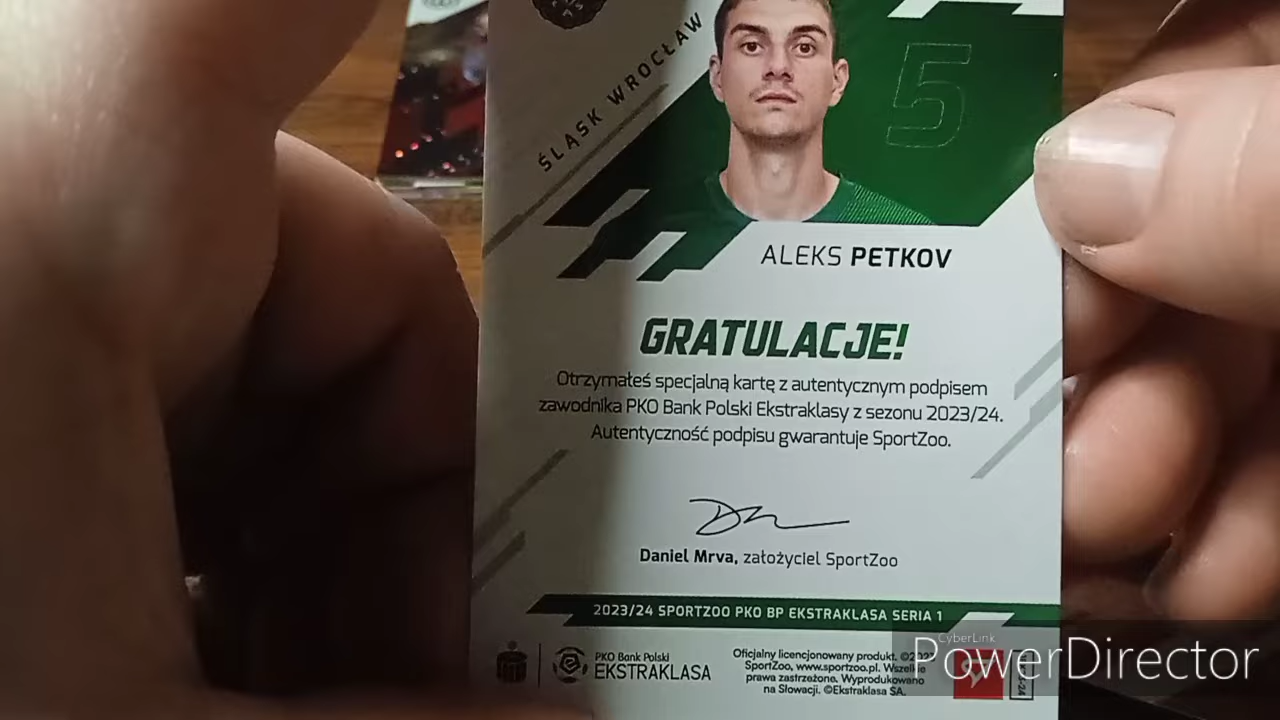 ŚLĄSK WROCŁAW
5
ALEKS PETKOV
GRATULACJE!
Otrzymałeś specjalną kartę z autentycznym podpisem
zawodnika PKO Bank Polski Ekstraklasy z sezonu 2023/24.
Autentyczność podpisu gwarantuje SportZoo.
Daniel Mrva, założyciel SportZoo
2023/24 SPORTZOO PKO BP EKSTRAKLASA SERIA 1
PKO Bank Polski
EKSTRAKLASA
Oficjalny licencjonowany produkt.
SportZoo, www.sportzoo.pl. Wszelkie
prawa zastrzeżone. Wyprodukowano
na Słowacji. ©Ekstraklasa SA.
CyberLink
PowerDirector